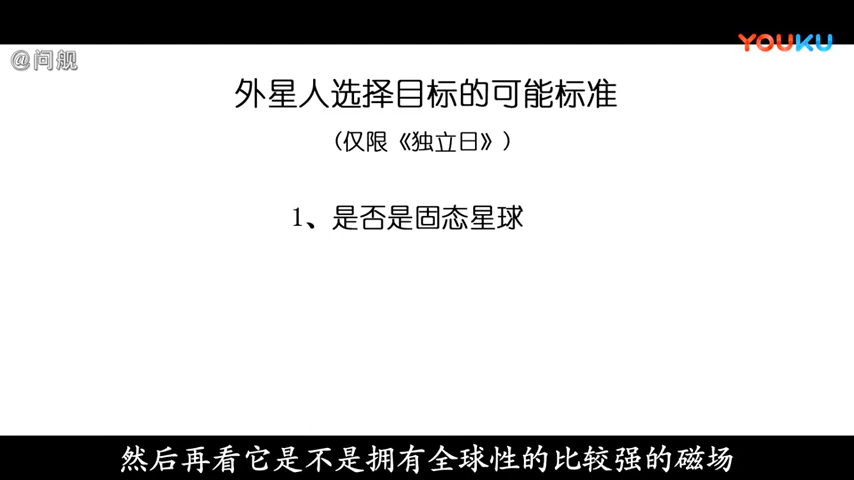 YOUKU
@问舰
外星人选择目标的可能标准
(仅限《独立日》)
1、是否是固态星球
然后再看它是不是拥有全球性的比较强的磁场